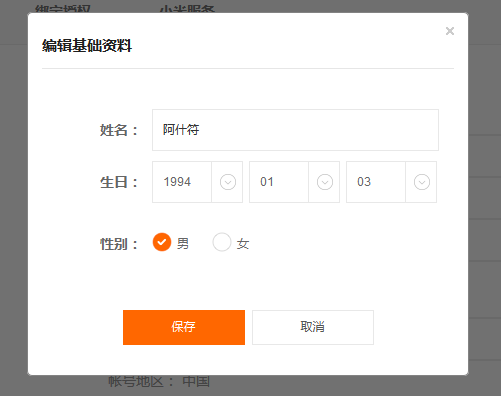 绑定授权 小米服务
×
编辑基础资料
姓名： 阿什符
生日： 1994 01 03
性别： 男 女
保存 取消
帐号地区： 中国